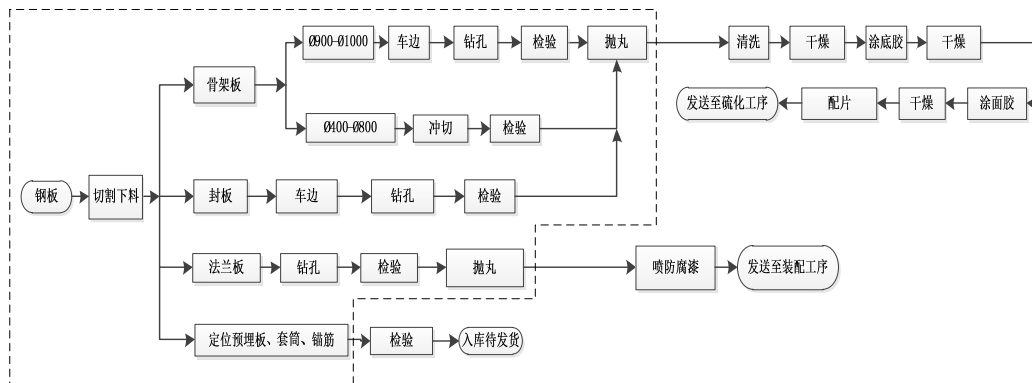 Ø900-Ø1000
车边
钻孔
检验
抛丸
清洗
干燥
涂底胶
干燥
骨架板
发送至硫化工序
配片
干燥
涂面胶
Ø400-Ø800
冲切
检验
钢板
切割下料
封板
车边
钻孔
检验
法兰板
钻孔
检验
抛丸
喷防腐漆
发送至装配工序
定位预埋板、套筒、锚筋
检验
入库待发货